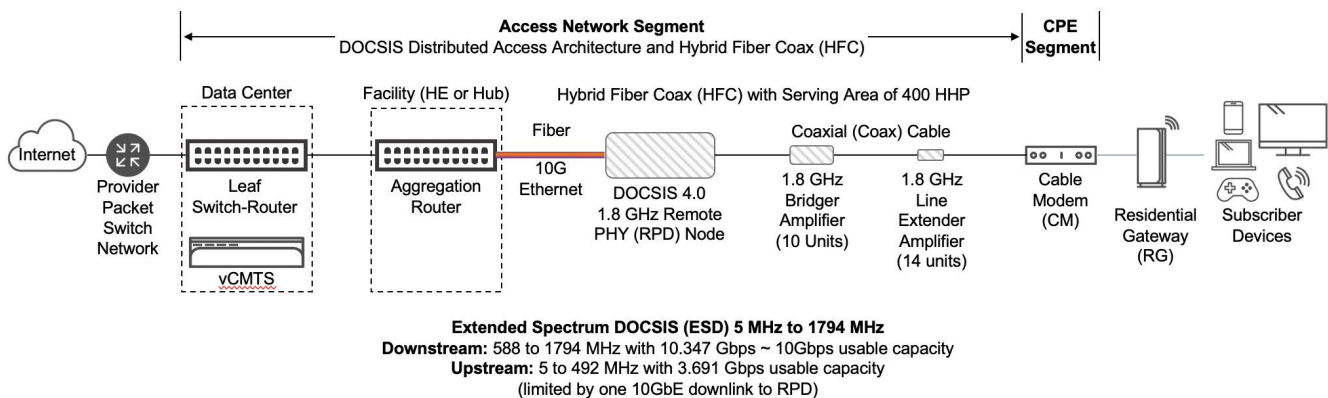 Access Network Segment
DOCSIS Distributed Access Architecture and Hybrid Fiber Coax (HFC)
CPE
Segment
Data Center
Facility (HE or Hub)
Hybrid Fiber Coax (HFC) with Serving Area of 400 HHP
Internet
Provider
Packet
Switch
Network
Leaf
Switch-Router
vCMTS
Aggregation
Router
Fiber
10G
Ethernet
DOCSIS 4.0
1.8 GHz Remote
PHY (RPD) Node
Coaxial (Coax) Cable
1.8 GHz
Bridger
Amplifier
(10 Units)
1.8 GHz
Line
Extender
Amplifier
(14 units)
Cable
Modem
(CM)
Residential
Gateway
(RG)
Subscriber
Devices
Extended Spectrum DOCSIS (ESD) 5 MHz to 1794 MHz
Downstream: 588 to 1794 MHz with 10.347 Gbps ~ 10Gbps usable capacity
Upstream: 5 to 492 MHz with 3.691 Gbps usable capacity
(limited by one 10GbE downlink to RPD)